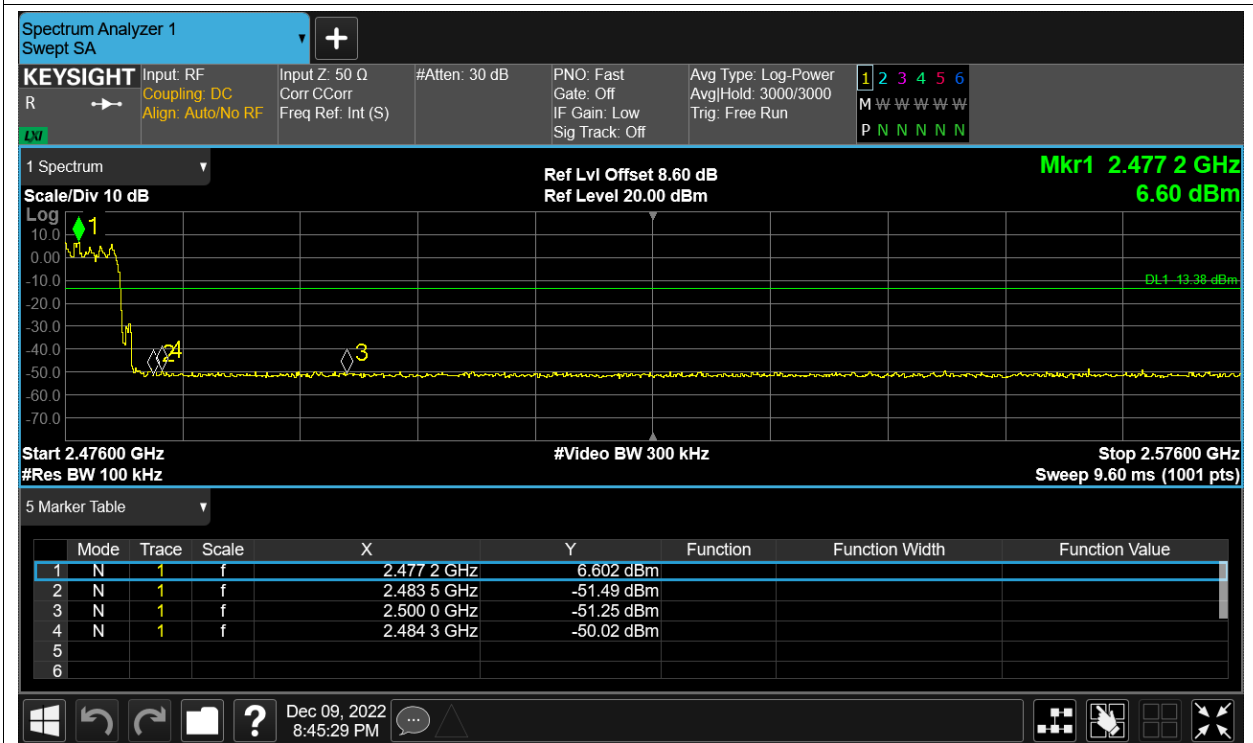 Spectrum Analyzer 1
Swept SA
KEYSIGHT Input: RF Input Z: 50 Ω #Atten: 30 dB PNO: Fast Avg Type: Log-Power 1 2 3 4 5 6
R Coupling: DC Corr CCorr Gate: Off Avg|Hold: 3000/3000 M W W W W W
Align: Auto/No RF Freq Ref: Int (S) IF Gain: Low Trig: Free Run
LXI Sig Track: Off P N N N N N
1 Spectrum Ref Lvl Offset 8.60 dB Mkr1 2.477 2 GHz
Scale/Div 10 dB Ref Level 20.00 dBm 6.60 dBm
Log
1
10.0
0.00
-10.0 DL1 -13.38 dBm
-20.0
-30.0
-40.0 2 4 3
-50.0
-60.0
-70.0
Start 2.47600 GHz #Video BW 300 kHz Stop 2.57600 GHz
#Res BW 100 kHz Sweep 9.60 ms (1001 pts)
5 Marker Table
Mode Trace Scale X Y Function Function Width Function Value
1 N 1 f 2.477 2 GHz 6.602 dBm
2 N 1 f 2.483 5 GHz -51.49 dBm
3 N 1 f 2.500 0 GHz -51.25 dBm
4 N 1 f 2.484 3 GHz -50.02 dBm
5
6
? Dec 09, 2022
8:45:29 PM